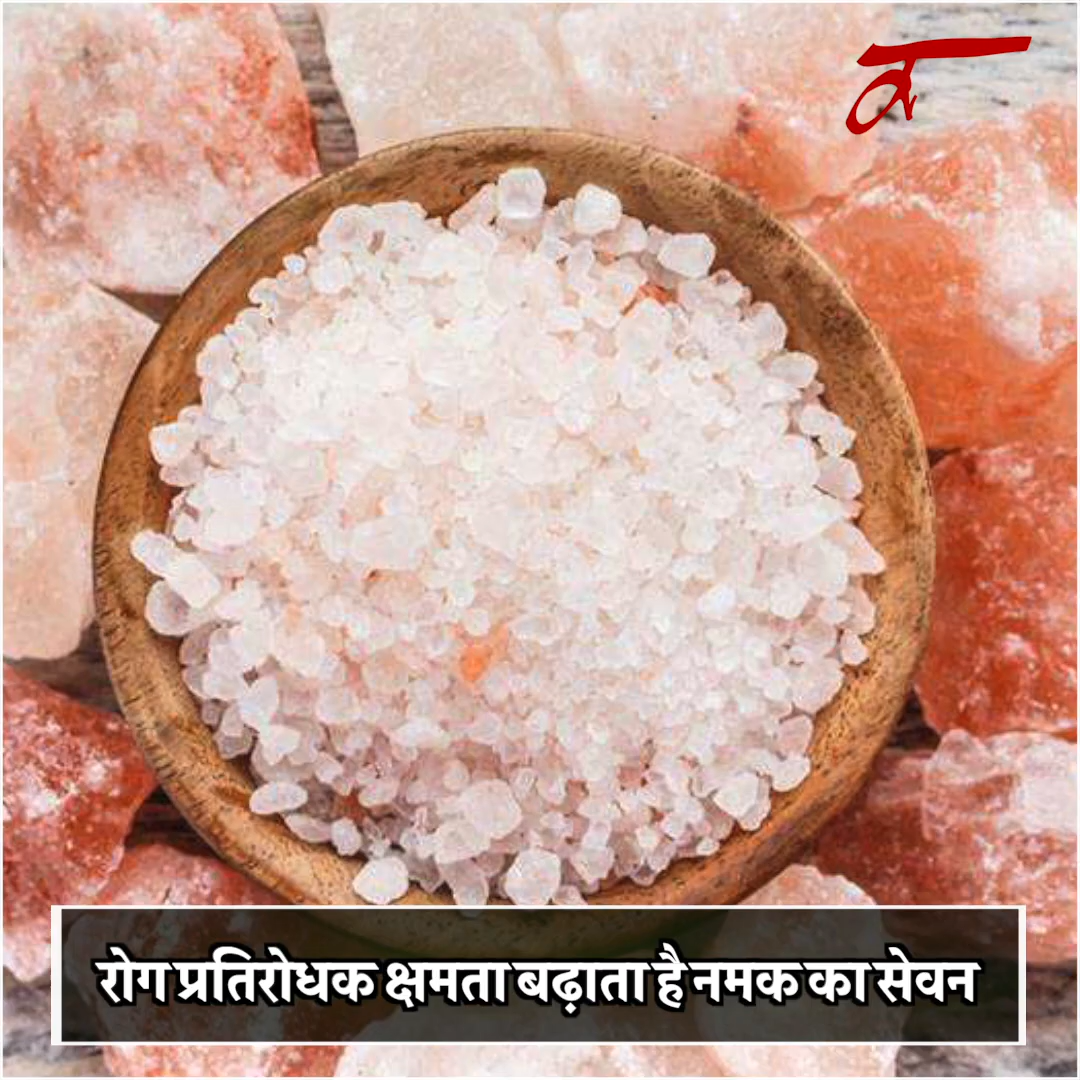 रोग प्रतिरोधक क्षमता बढ़ाता है नमक का सेवन